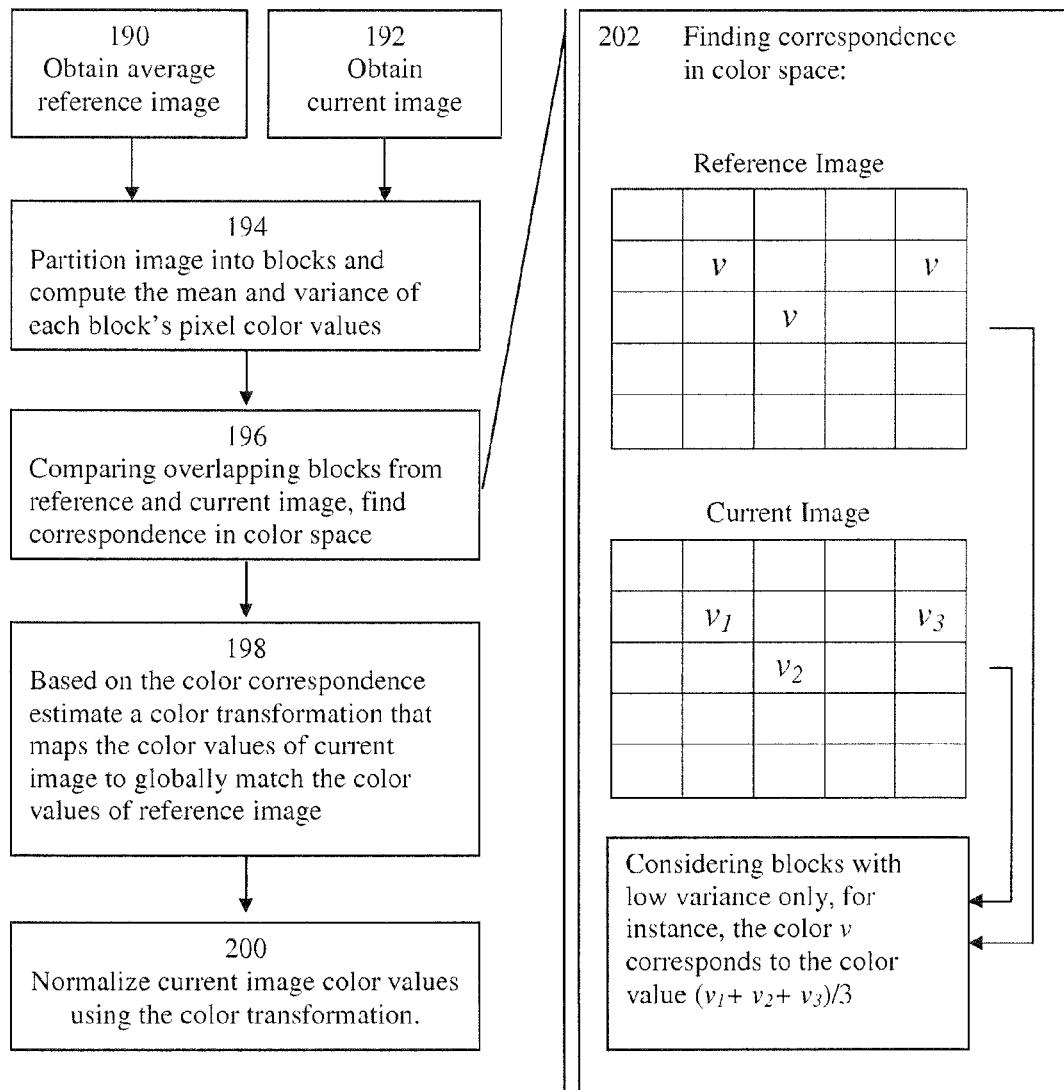 190
Obtain average
reference image
192
Obtain
current image
194
Partition image into blocks and
compute the mean and variance of
each block's pixel color values
196
Comparing overlapping blocks from
reference and current image, find
correspondence in color space
198
Based on the color correspondence
estimate a color transformation that
maps the color values of current
image to globally match the color
values of reference image
200
Normalize current image color values
using the color transformation.
202 Finding correspondence
in color space:
Reference Image
v v
v
Current Image
v1 v3
v2
Considering blocks with
low variance only, for
instance, the color v
corresponds to the color
value (v1+ v2+ v3)/3